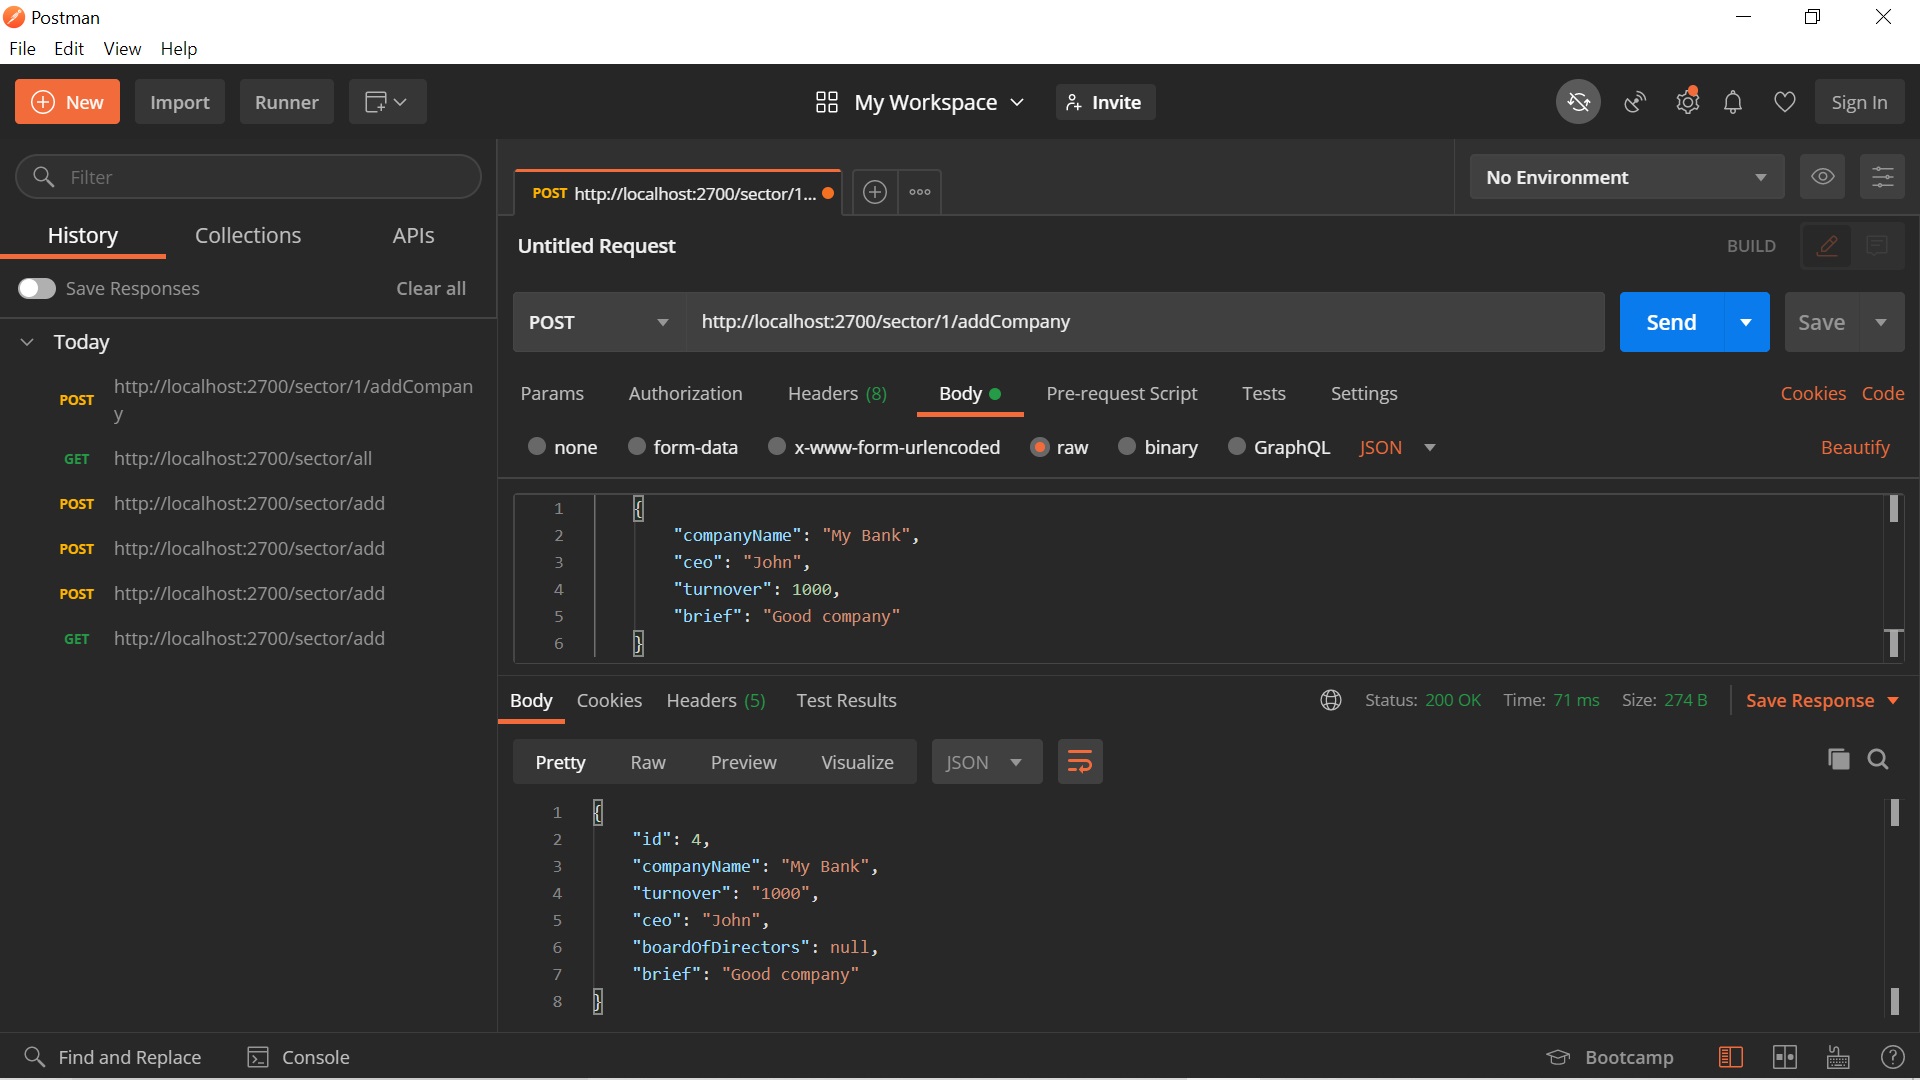 Postman
File Edit View Help
New Import Runner My Workspace Invite Sign In
Filter
POST http://localhost:2700/sector/1...
No Environment
History Collections APIs
Untitled Request
BUILD
Save Responses Clear all
POST http://localhost:2700/sector/1/addCompany Send Save
Today
POST http://localhost:2700/sector/1/addCompan
y
GET http://localhost:2700/sector/all
POST http://localhost:2700/sector/add
POST http://localhost:2700/sector/add
POST http://localhost:2700/sector/add
GET http://localhost:2700/sector/add
Params Authorization Headers (8) Body Pre-request Script Tests Settings Cookies Code
none form-data x-www-form-urlencoded raw binary GraphQL JSON Beautify
1 {
2 "companyName": "My Bank",
3 "ceo": "John",
4 "turnover": 1000,
5 "brief": "Good company"
6 }
Body Cookies Headers (5) Test Results Status: 200 OK Time: 71 ms Size: 274 B Save Response
Pretty Raw Preview Visualize JSON
1 {
2 "id": 4,
3 "companyName": "My Bank",
4 "turnover": "1000",
5 "ceo": "John",
6 "boardOfDirectors": null,
7 "brief": "Good company"
8 }
Find and Replace Console Bootcamp